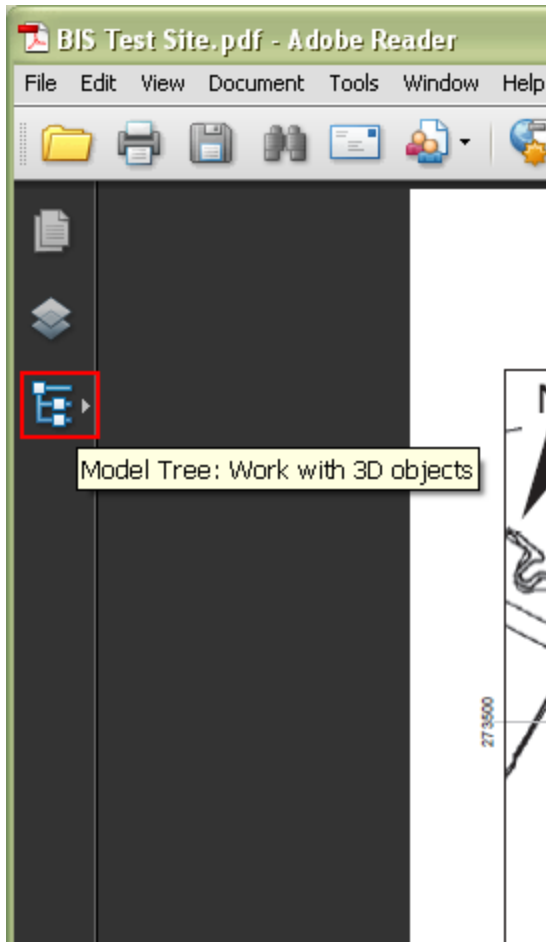 BIS Test Site.pdf - Adobe Reader
File Edit View Document Tools Window Help
Model Tree: Work with 3D objects
273500